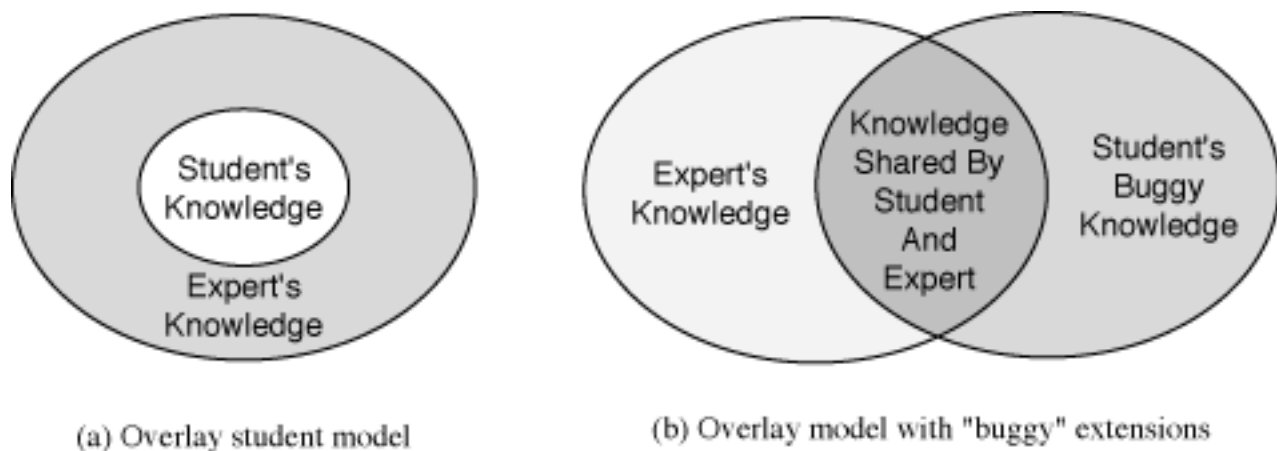 Student's
Knowledge
Expert's
Knowledge
(a) Overlay student model
Expert's
Knowledge
Knowledge
Shared By
Student
And
Expert
Student's
Buggy
Knowledge
(b) Overlay model with "buggy" extensions